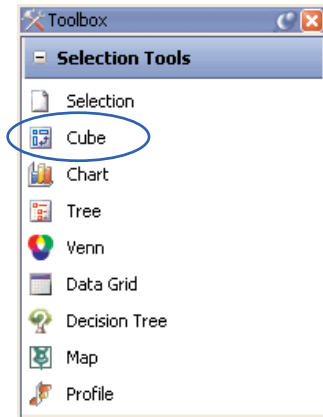 Toolbox
Selection Tools
Selection
Cube
Chart
Tree
Venn
Data Grid
Decision Tree
Map
Profile